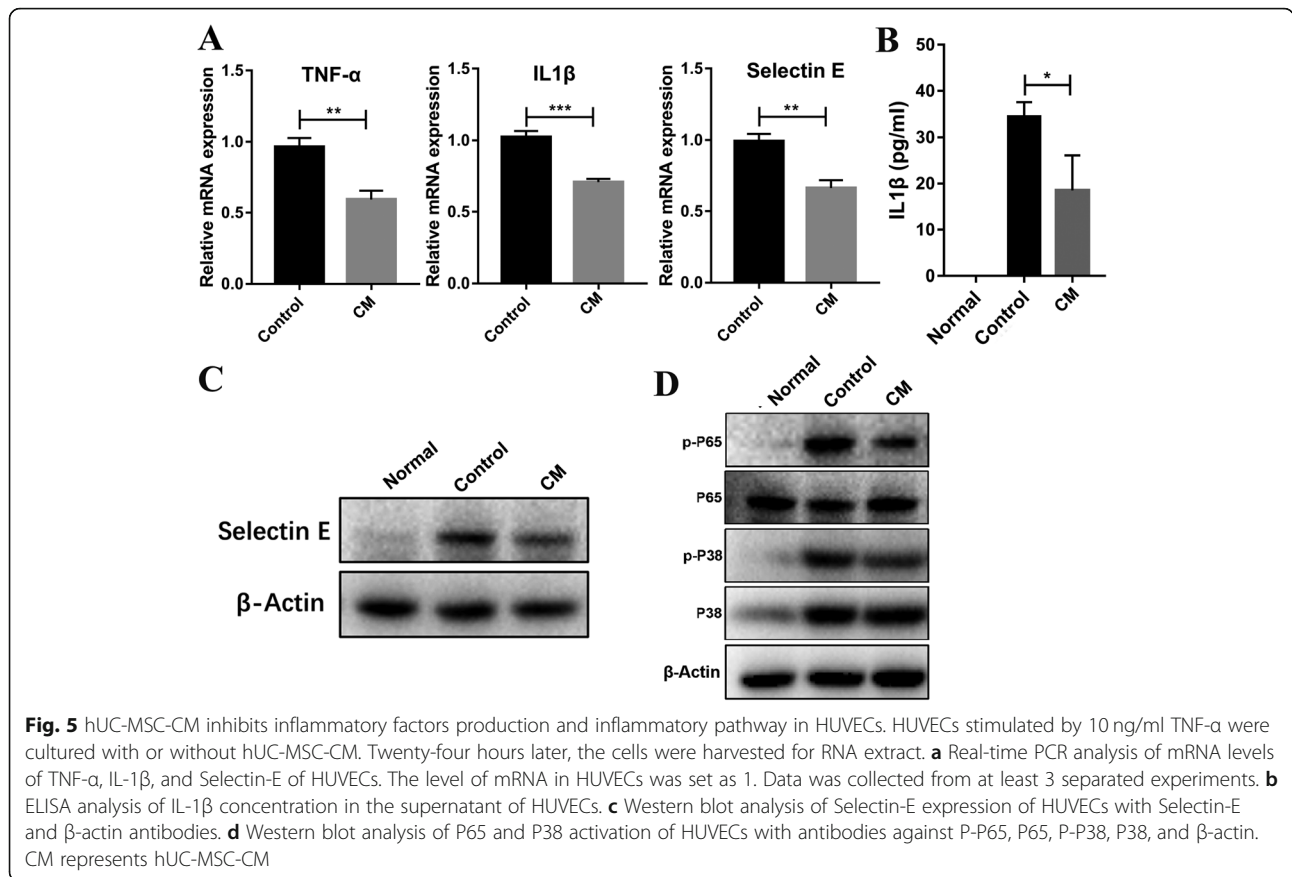 A
B
TNF-α
IL1β
Selectin E
Relative mRNA expression
1.5
1.0
0.5
0.0
**
Control
CM
Relative mRNA expression
1.5
1.0
0.5
0.0
***
Control
CM
Relative mRNA expression
1.5
1.0
0.5
0.0
**
Control
CM
IL1β (pg/ml)
50
40
30
20
10
0
*
Normal
Control
CM
C
Normal
Control
CM
Selectin E
β-Actin
D
Normal
Control
CM
p-P65
P65
p-P38
P38
β-Actin
Fig. 5 hUC-MSC-CM inhibits inflammatory factors production and inflammatory pathway in HUVECs. HUVECs stimulated by 10 ng/ml TNF-α were
cultured with or without hUC-MSC-CM. Twenty-four hours later, the cells were harvested for RNA extract. a Real-time PCR analysis of mRNA levels
of TNF-α, IL-1β, and Selectin-E of HUVECs. The level of mRNA in HUVECs was set as 1. Data was collected from at least 3 separated experiments. b
ELISA analysis of IL-1β concentration in the supernatant of HUVECs. c Western blot analysis of Selectin-E expression of HUVECs with Selectin-E
and β-actin antibodies. d Western blot analysis of P65 and P38 activation of HUVECs with antibodies against P-P65, P65, P-P38, P38, and β-actin.
CM represents hUC-MSC-CM